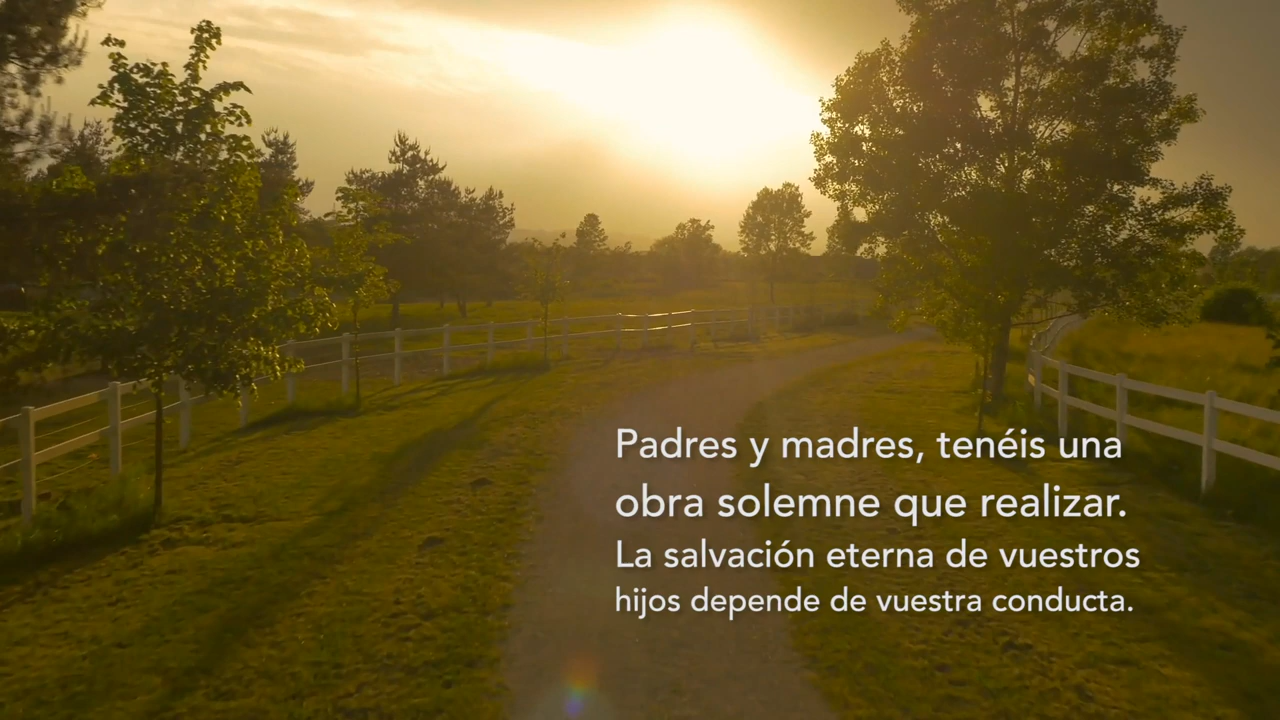 Padres y madres, tenéis una
obra solemne que realizar.
La salvación eterna de vuestros
hijos depende de vuestra conducta.